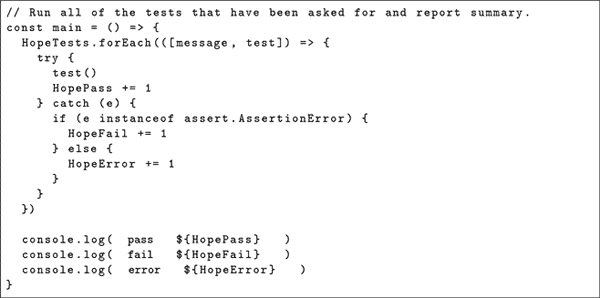 // Run all of the tests that have been asked for and report summary.
const main = () => {
  HopeTests.forEach(([message, test]) => {
    try {
      test()
      HopePass += 1
    } catch (e) {
      if (e instanceof assert.AssertionError) {
        HopeFail += 1
      } else {
        HopeError += 1
      }
    }
  })

  console.log( pass ${HopePass} )
  console.log( fail ${HopeFail} )
  console.log( error ${HopeError} )
}